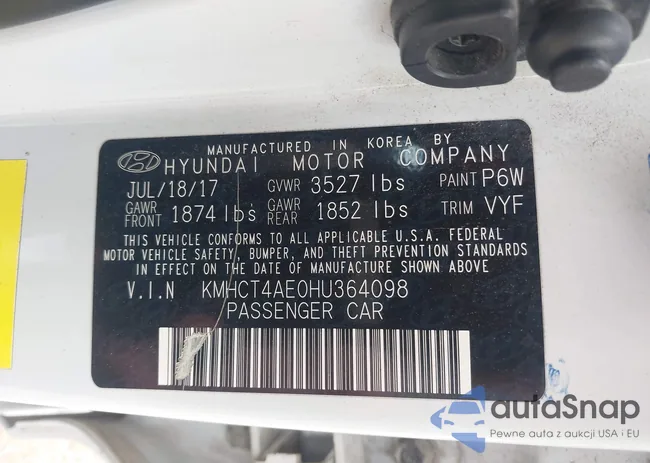 MANUFACTURED IN KOREA BY
HYUNDAI MOTOR COMPANY
JUL/18/17 GVWR 3527 lbs PAINT P6W
GAWR FRONT 1874 lbs GAWR REAR 1852 lbs TRIM VYF
THIS VEHICLE CONFORMS TO ALL APPLICABLE U.S.A. FEDERAL
MOTOR VEHICLE SAFETY, BUMPER, AND THEFT PREVENTION STANDARDS
IN EFFECT ON THE DATE OF MANUFACTURE SHOWN ABOVE
V.I.N KMHCT4AE0HU364098
PASSENGER CAR
autaSnap
Pewne auta z aukcji USA i EU